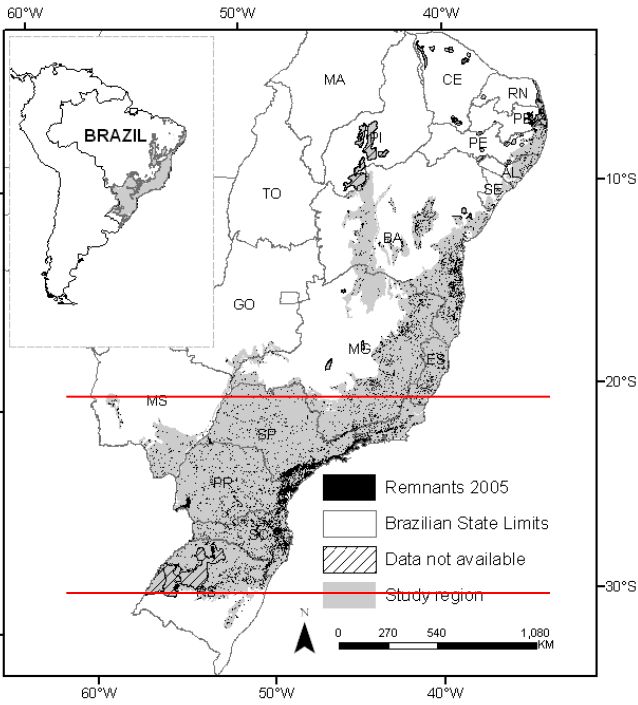 60°W 50°W 40°W
BRAZIL
MA
CE
RN
PB
PI
PE
AL
SE
10°S
TO
BA
GO
MG
ES
20°S
MS
SP
PR
SC
RS
Remnants 2005
Brazilian State Limits
Data not available
Study region
30°S
N
0 270 540 1,080
KM
60°W 50°W 40°W